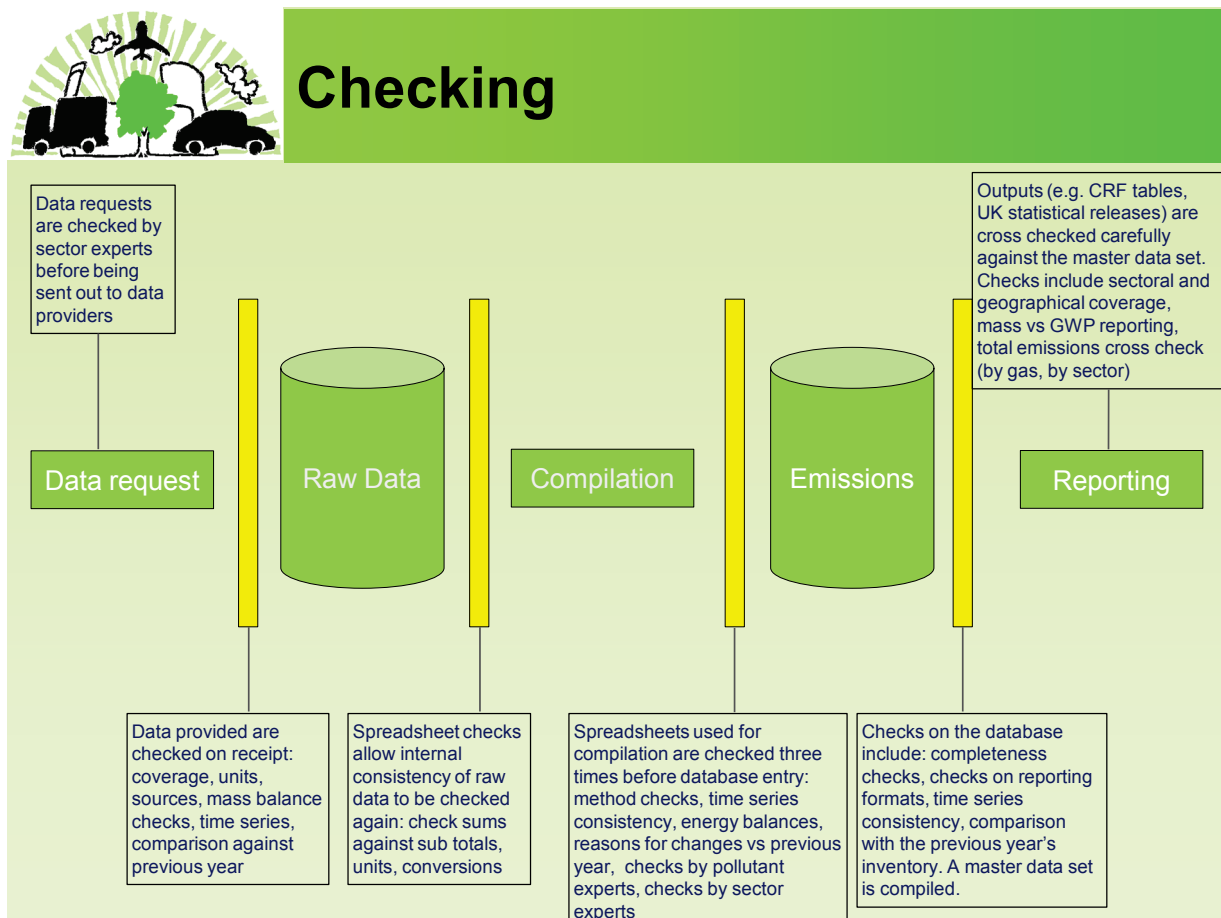 Checking
Data requests
are checked by
sector experts
before being
sent out to data
providers
Outputs (e.g. CRF tables,
UK statistical releases) are
cross checked carefully
against the master data set.
Checks include sectoral and
geographical coverage,
mass vs GWP reporting,
total emissions cross check
(by gas, by sector)
Data request
Raw Data
Compilation
Emissions
Reporting
Data provided are
checked on receipt:
coverage, units,
sources, mass balance
checks, time series,
comparison against
previous year
Spreadsheet checks
allow internal
consistency of raw
data to be checked
again: check sums
against sub totals,
units, conversions
Spreadsheets used for
compilation are checked three
times before database entry:
method checks, time series
consistency, energy balances,
reasons for changes vs previous
year, checks by pollutant
experts, checks by sector
experts
Checks on the database
include: completeness
checks, checks on reporting
formats, time series
consistency, comparison
with the previous year’s
inventory. A master data set
is compiled.